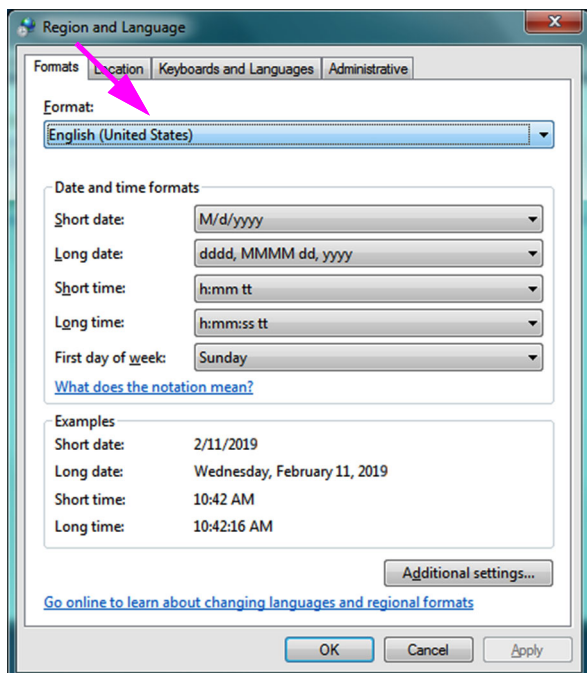 Region and Language
Formats Location Keyboards and Languages Administrative
Format:
English (United States)
Date and time formats
Short date: M/d/yyyy
Long date: dddd, MMMM dd, yyyy
Short time: h:mm tt
Long time: h:mm:ss tt
First day of week: Sunday
What does the notation mean?
Examples
Short date: 2/11/2019
Long date: Wednesday, February 11, 2019
Short time: 10:42 AM
Long time: 10:42:16 AM
Additional settings...
Go online to learn about changing languages and regional formats
OK Cancel Apply